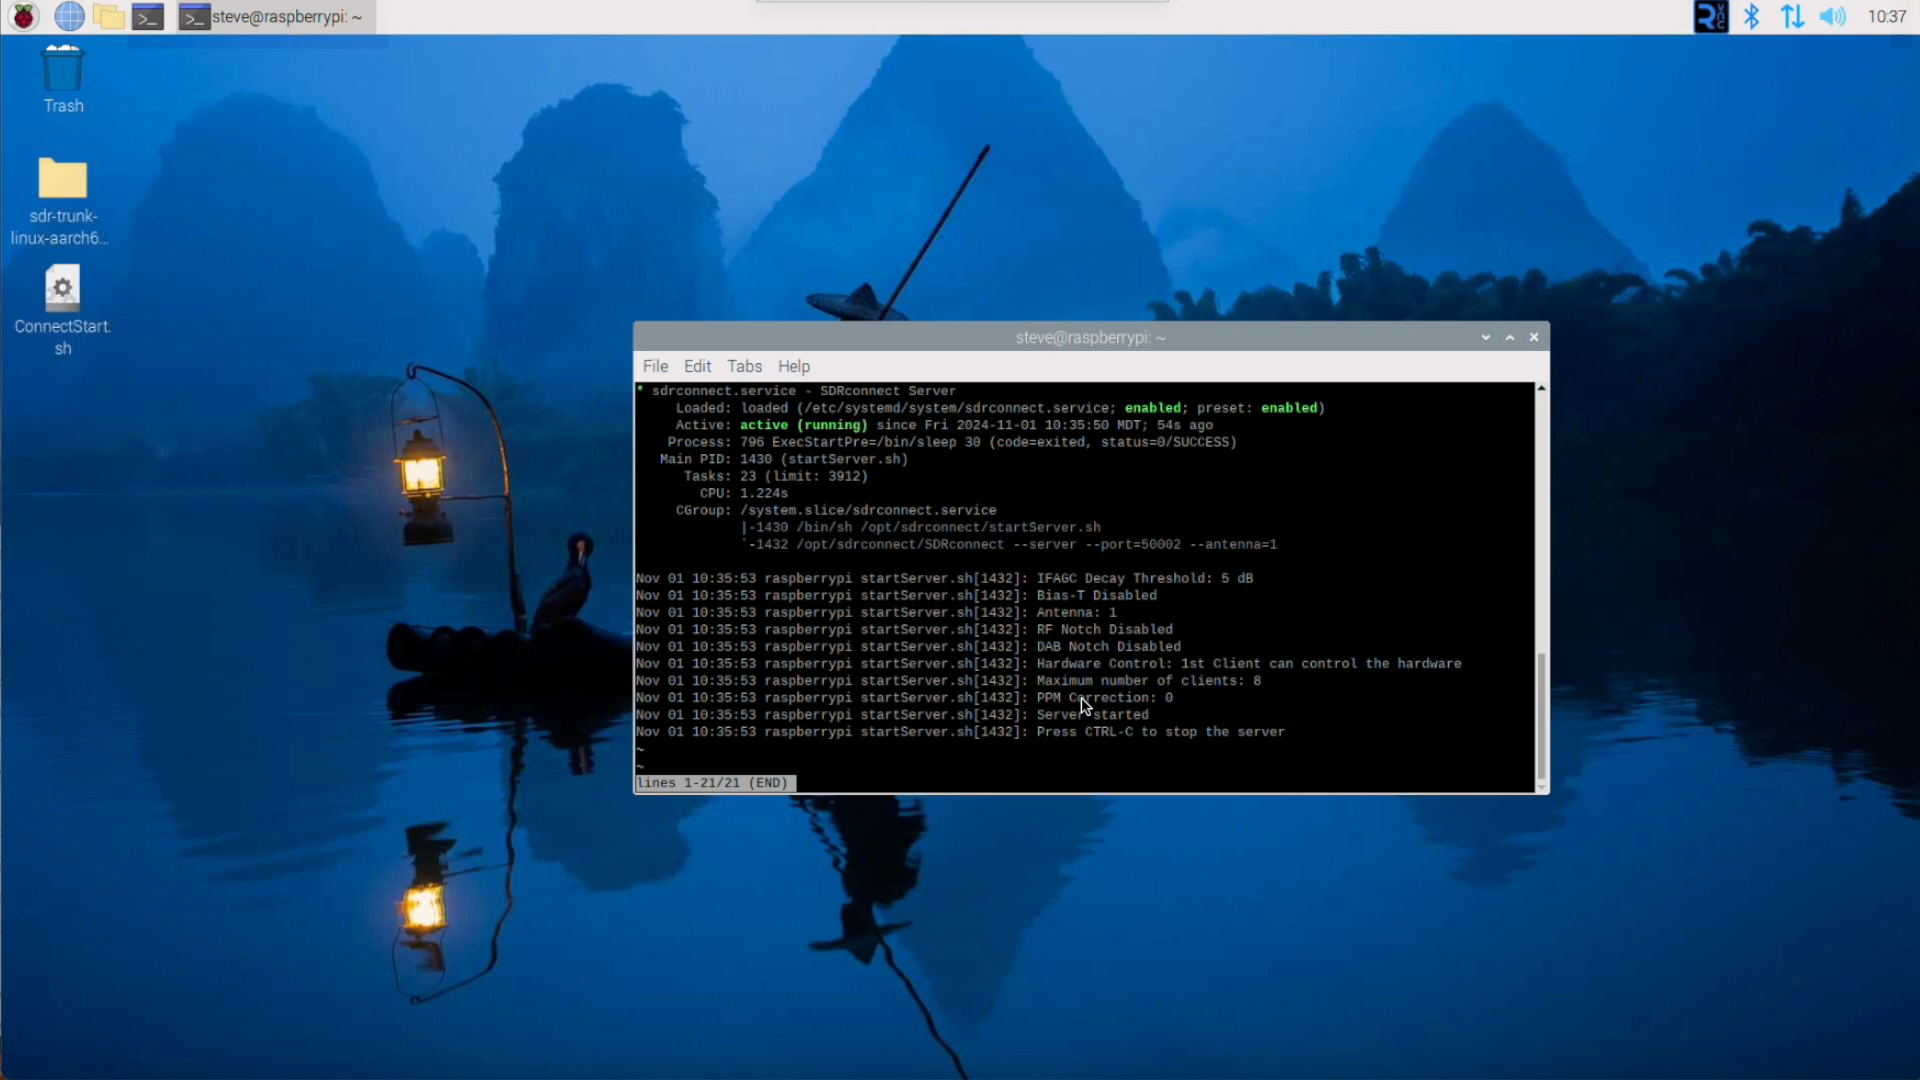 steve@raspberrypi: ~
10:37
Trash
sdr-trunk-
linux-aarch6...
ConnectStart.
sh
steve@raspberrypi: ~
File Edit Tabs Help
* sdrconnect.service - SDRconnect Server
Loaded: loaded (/etc/systemd/system/sdrconnect.service; enabled; preset: enabled)
Active: active (running) since Fri 2024-11-01 10:35:50 MDT; 54s ago
Process: 796 ExecStartPre=/bin/sleep 30 (code=exited, status=0/SUCCESS)
Main PID: 1430 (startServer.sh)
Tasks: 23 (limit: 3912)
CPU: 1.224s
CGroup: /system.slice/sdrconnect.service
|-1430 /bin/sh /opt/sdrconnect/startServer.sh
`-1432 /opt/sdrconnect/SDRconnect --server --port=50002 --antenna=1
Nov 01 10:35:53 raspberrypi startServer.sh[1432]: IFAGC Decay Threshold: 5 dB
Nov 01 10:35:53 raspberrypi startServer.sh[1432]: Bias-T Disabled
Nov 01 10:35:53 raspberrypi startServer.sh[1432]: Antenna: 1
Nov 01 10:35:53 raspberrypi startServer.sh[1432]: RF Notch Disabled
Nov 01 10:35:53 raspberrypi startServer.sh[1432]: DAB Notch Disabled
Nov 01 10:35:53 raspberrypi startServer.sh[1432]: Hardware Control: 1st Client can control the hardware
Nov 01 10:35:53 raspberrypi startServer.sh[1432]: Maximum number of clients: 8
Nov 01 10:35:53 raspberrypi startServer.sh[1432]: PPM Correction: 0
Nov 01 10:35:53 raspberrypi startServer.sh[1432]: Server started
Nov 01 10:35:53 raspberrypi startServer.sh[1432]: Press CTRL-C to stop the server
~
~
lines 1-21/21 (END)